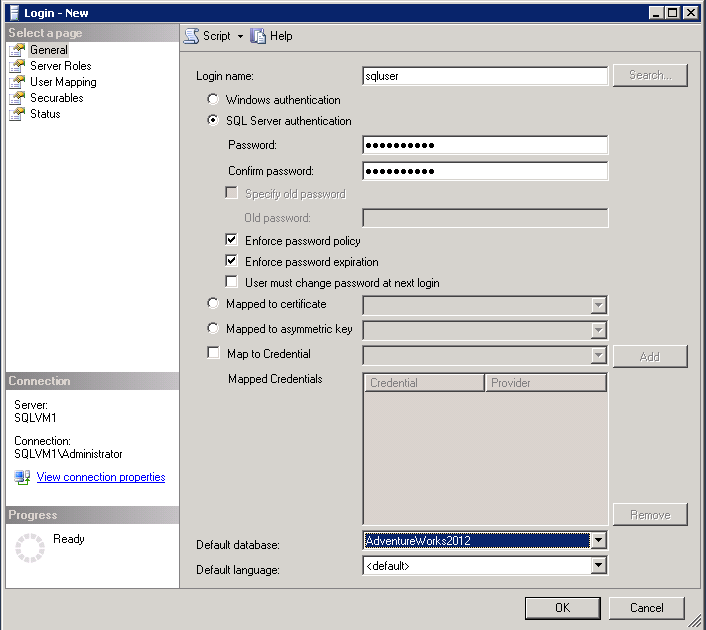 Login - New
Select a page
General
Server Roles
User Mapping
Securables
Status
Connection
Server:
SQLVM1
Connection:
SQLVM1\Administrator
View connection properties
Progress
Ready
Script Help
Login name: sqluser Search...
Windows authentication
SQL Server authentication
Password: ●●●●●●●●●●
Confirm password: ●●●●●●●●●●
Specify old password
Old password:
Enforce password policy
Enforce password expiration
User must change password at next login
Mapped to certificate
Mapped to asymmetric key
Map to Credential Add
Mapped Credentials Credential Provider
Remove
Default database: AdventureWorks2012
Default language: <default>
OK Cancel